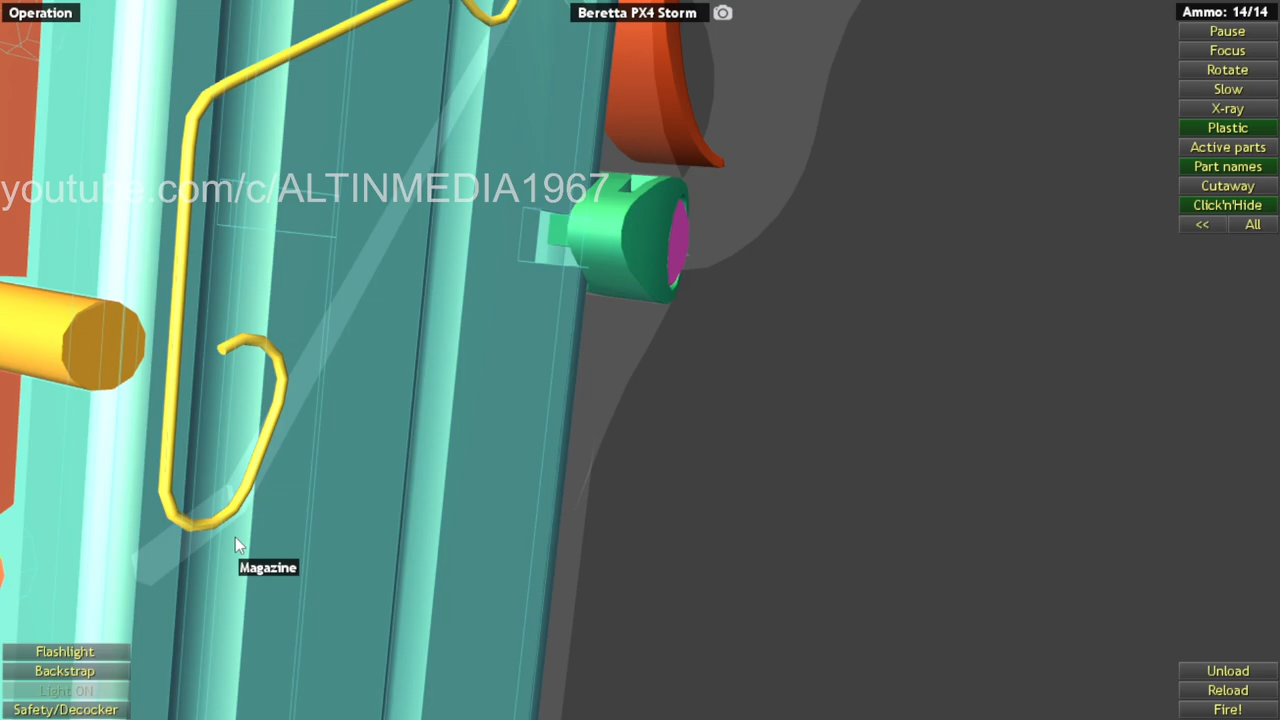 Operation
Beretta PX4 Storm
Ammo: 14/14
Pause
Focus
Rotate
Slow
X-ray
Plastic
Active parts
Part names
Cutaway
Click'n'Hide
<< All
youtube.com/c/ALTINMEDIA1967
Magazine
Flashlight
Backstrap
Light ON
Safety/Decocker
Unload
Reload
Fire!